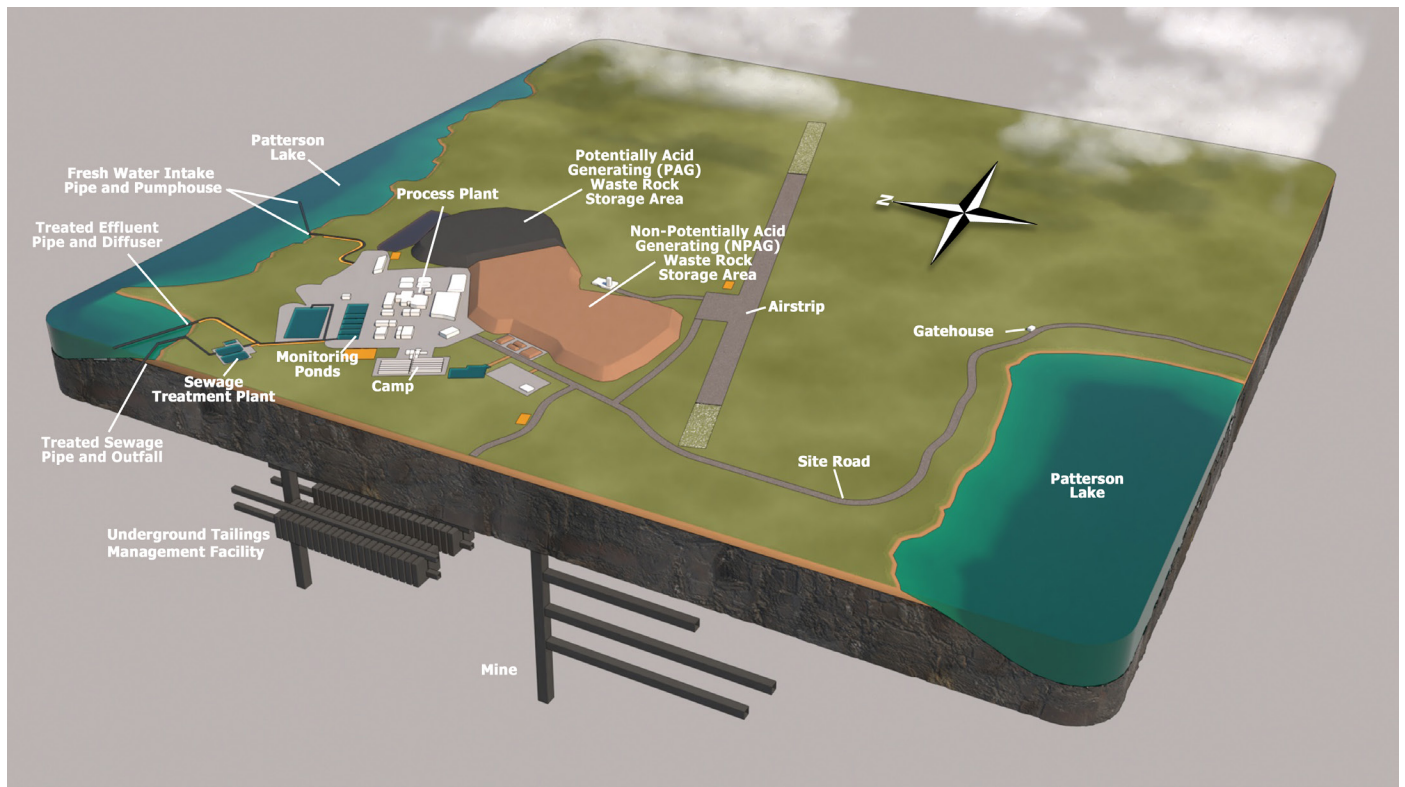 Patterson
Lake
Fresh Water Intake
Pipe and Pumphouse
Treated Effluent
Pipe and Diffuser
Process Plant
Potentially Acid
Generating (PAG)
Waste Rock
Storage Area
Non-Potentially Acid
Generating (NPAG)
Waste Rock
Storage Area
N
Airstrip
Gatehouse
Monitoring
Ponds
Camp
Sewage
Treatment Plant
Treated Sewage
Pipe and Outfall
Site Road
Patterson
Lake
Underground Tailings
Management Facility
Mine